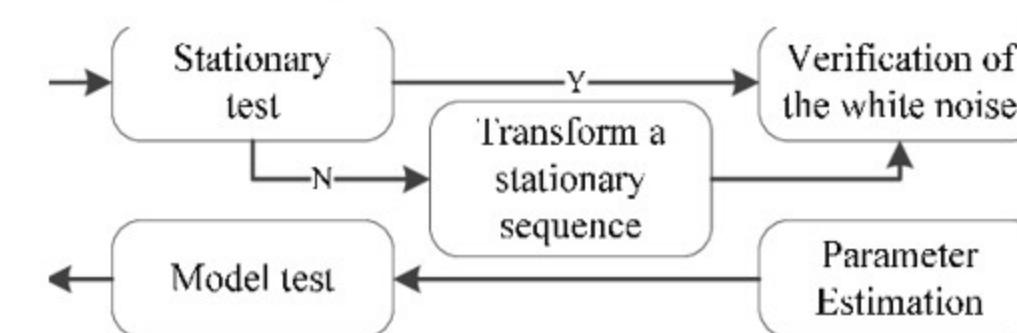 Stationary
test
Y
Verification of
the white noise
N
Transform a
stationary
sequence
Model test
Parameter
Estimation